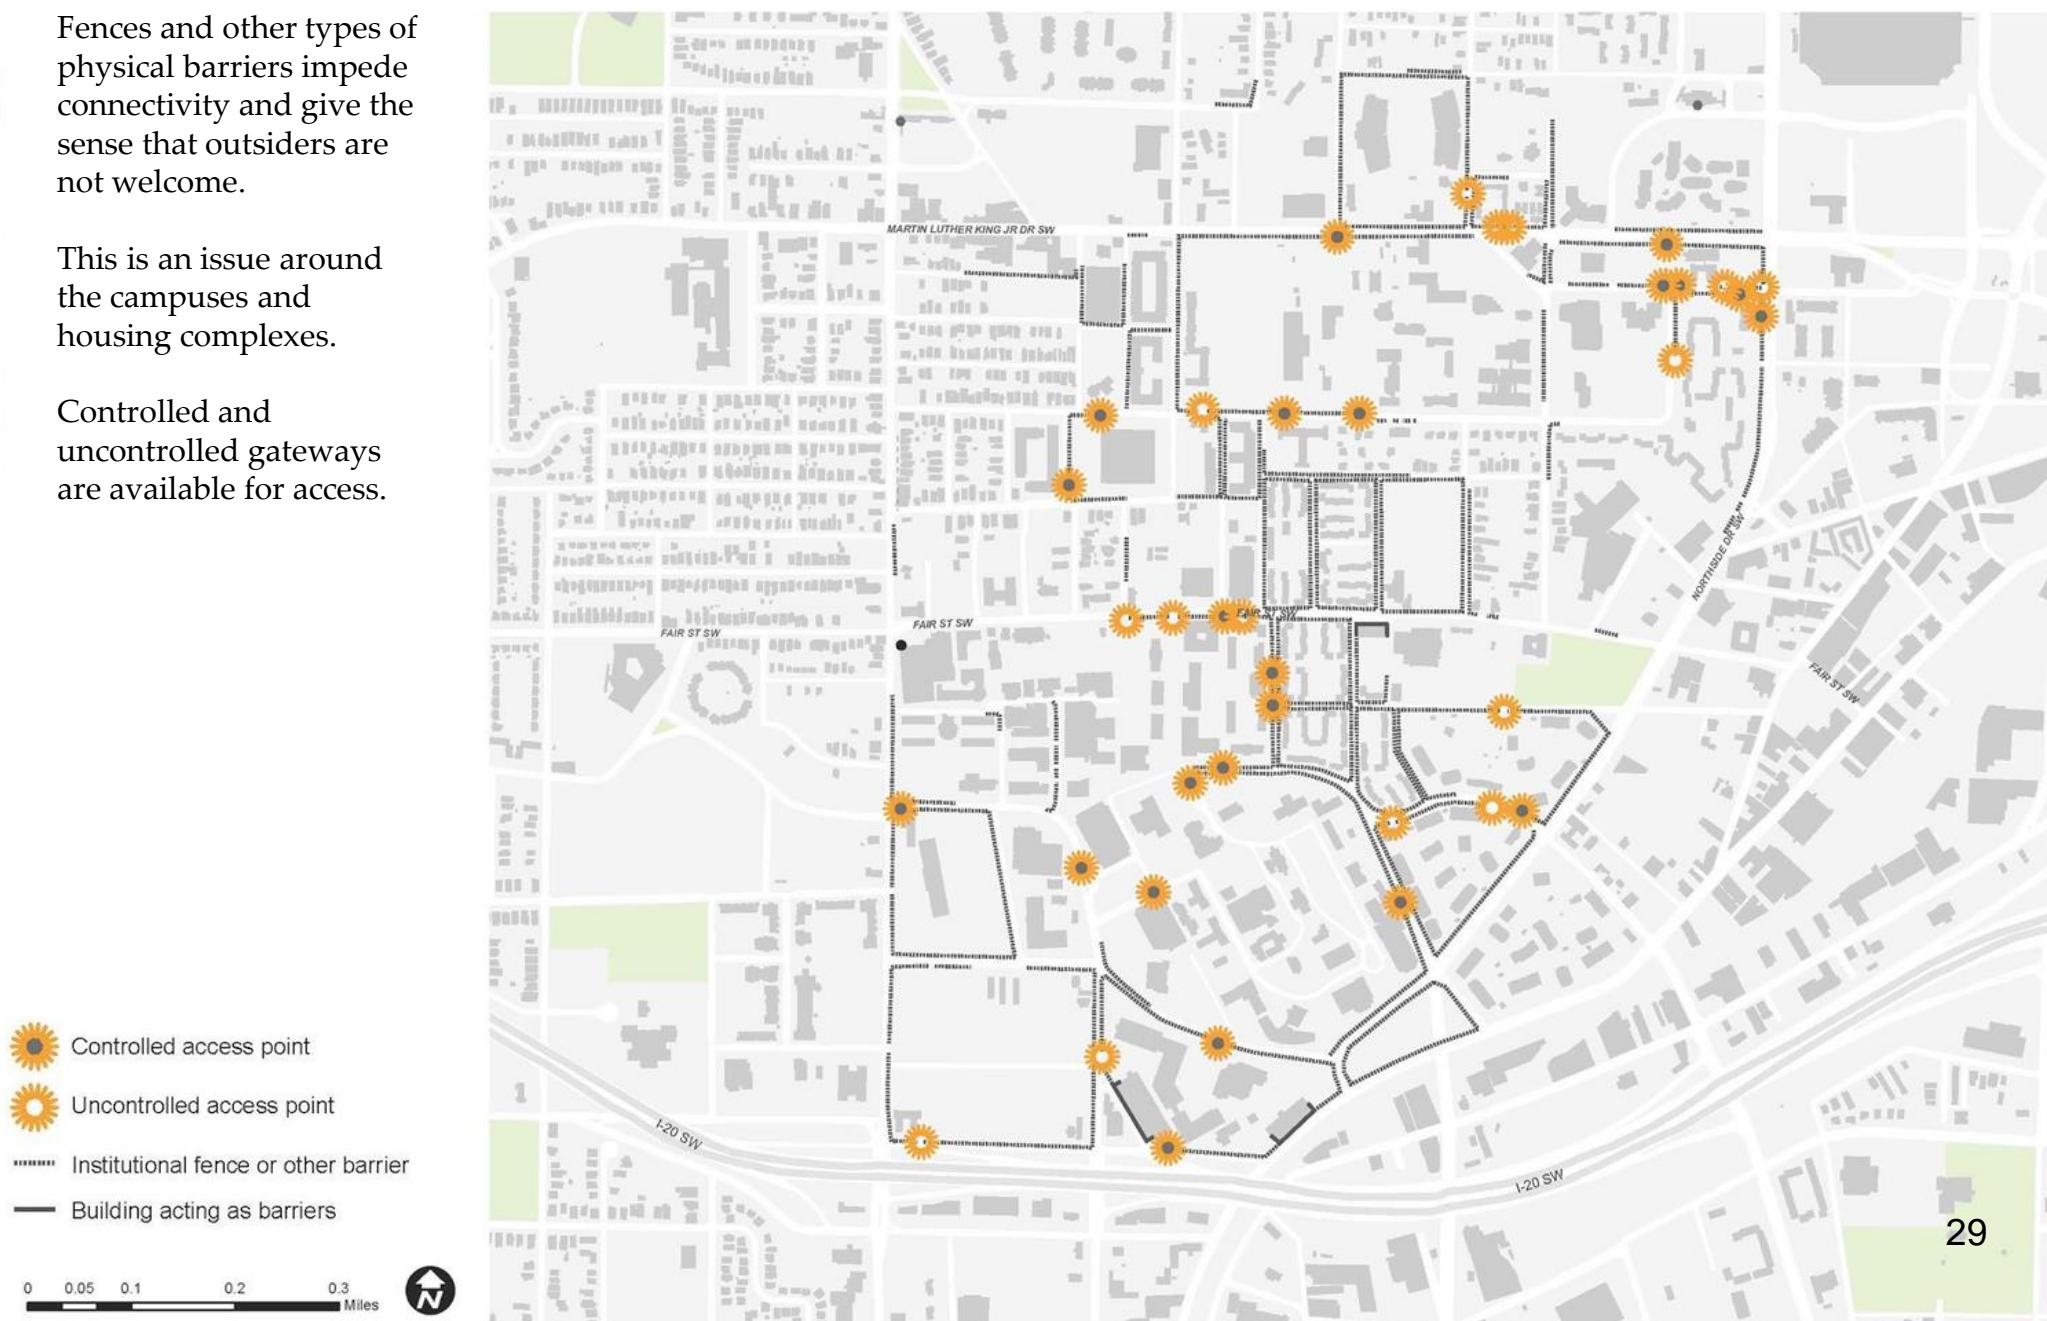 Fences and other types of
physical barriers impede
connectivity and give the
sense that outsiders are
not welcome.
This is an issue around
the campuses and
housing complexes.
Controlled and
uncontrolled gateways
are available for access.
MARTIN LUTHER KING JR DR SW
NORTHSIDE DR SW
FAIR ST SW
FAIR ST SW
FAIR ST SW
FAIR ST SW
I-20 SW
I-20 SW
Controlled access point
Uncontrolled access point
Institutional fence or other barrier
Building acting as barriers
0 0.05 0.1 0.2 0.3
Miles
N
29